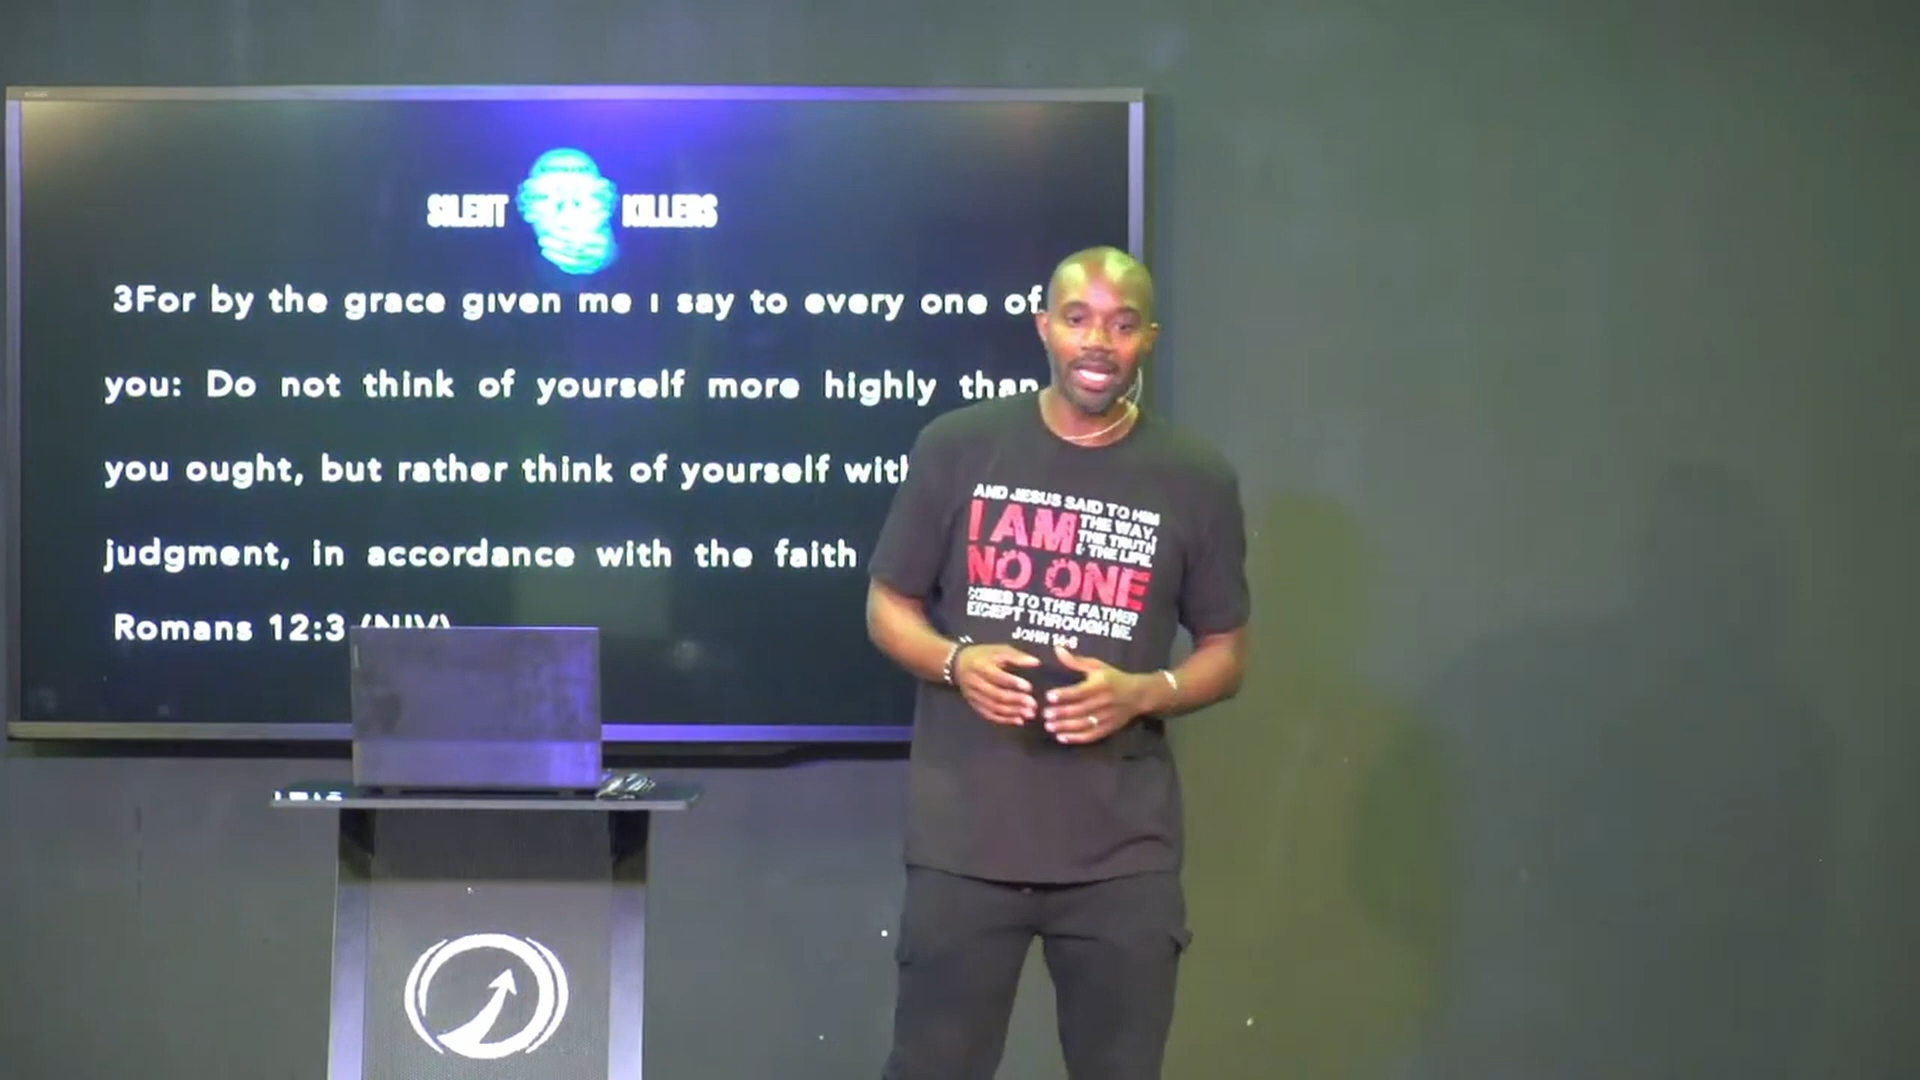 SILENT KILLERS
3For by the grace given me I say to every one of
you: Do not think of yourself more highly than
you ought, but rather think of yourself with
judgment, in accordance with the faith
Romans 12:3 (NIV)
AND JESUS SAID TO HIM
I AM THE WAY,
THE TRUTH
& THE LIFE.
NO ONE
COMES TO THE FATHER
EXCEPT THROUGH ME.
JOHN 14:6